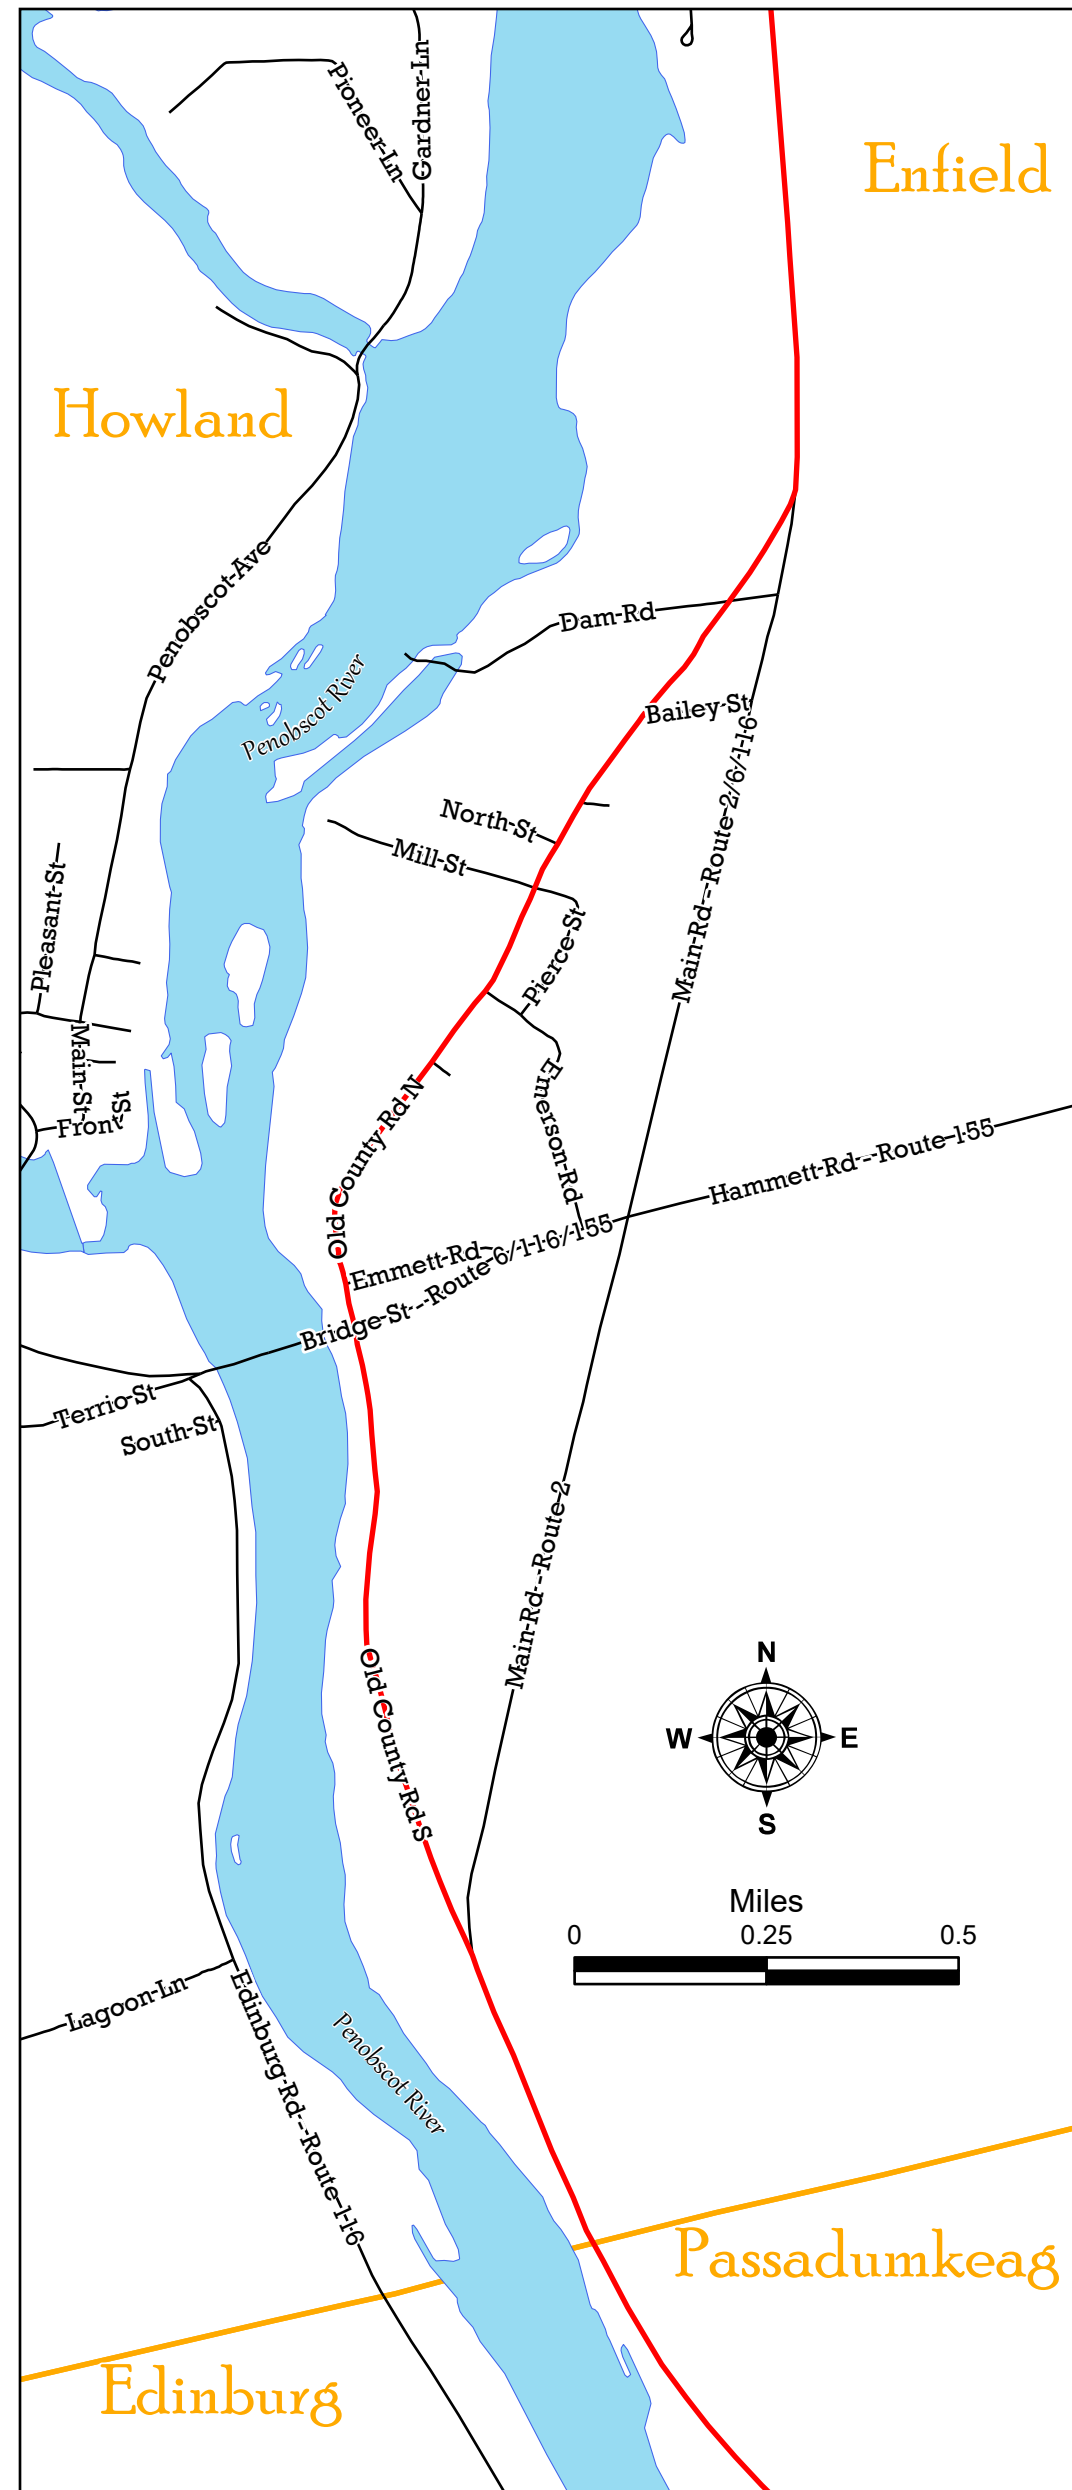 Gardner Ln
Pioneer Ln
Enfield
Howland
Penobscot Ave
Dam Rd
Penobscot River
Bailey St
Main Rd - Route 2/6/116
North St
Mill St
Pleasant St
Pierce St
Main St
Emerson Rd
St
Front
Old County Rd N
Hammett Rd - Route 155
Emmett Rd
Bridge St - Route 6/116/155
Terrio St
South St
Main Rd - Route 2
Old County Rd S
N
W
E
S
Miles
0
0.25
0.5
Lagoon Ln
Edinburg Rd - Route 116
Penobscot River
Passadumkeag
Edinburg